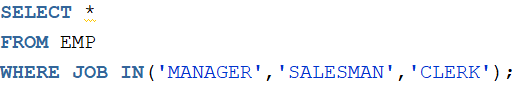 SELECT *
FROM EMP
WHERE JOB IN('MANAGER','SALESMAN','CLERK');